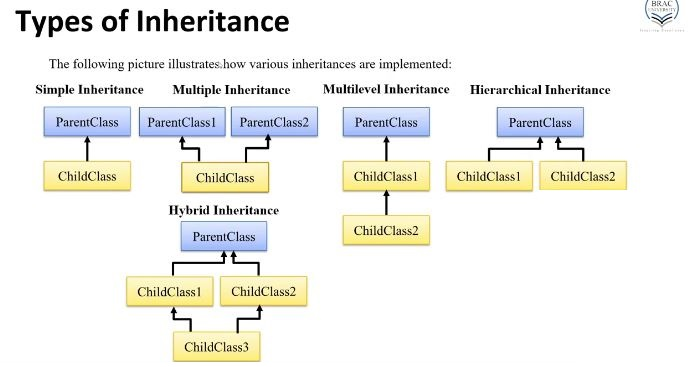 BRAC
UNIVERSITY
Types of Inheritance
The following picture illustrates how various inheritances are implemented:
Simple Inheritance
Multiple Inheritance
Multilevel Inheritance
Hierarchical Inheritance
ParentClass
ParentClass1
ParentClass2
ParentClass
ParentClass
ChildClass
ChildClass
ChildClass1
ChildClass1
ChildClass2
Hybrid Inheritance
ChildClass2
ParentClass
ChildClass1
ChildClass2
ChildClass3